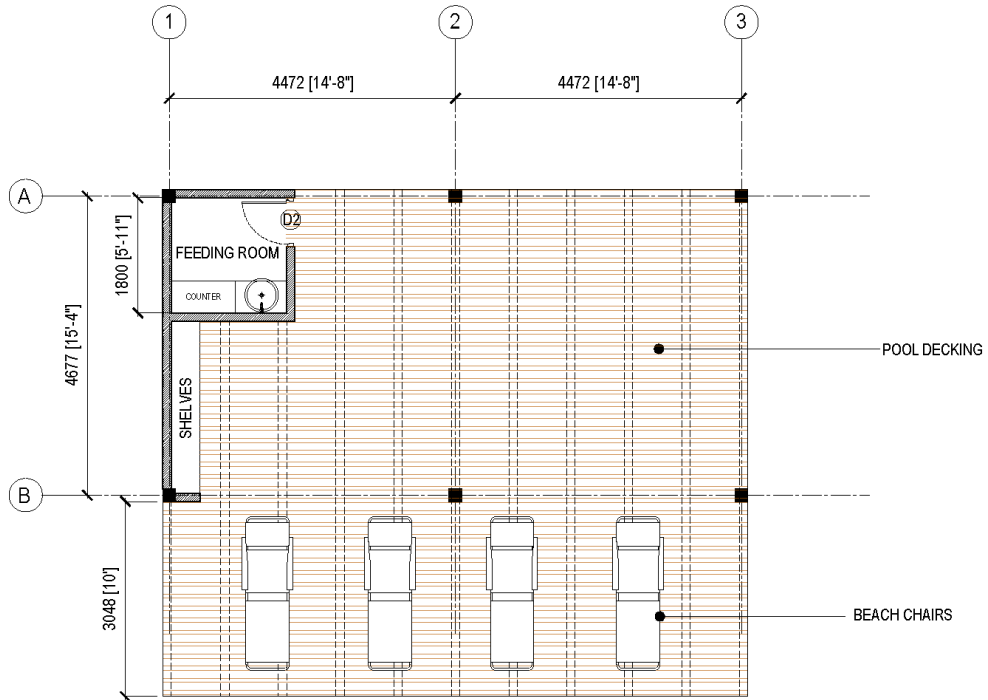 1
2
3
4472 [14'-8"]
4472 [14'-8"]
A
D2
1800 [5'-11"]
FEEDING ROOM
COUNTER
4677 [15'-4"]
POOL DECKING
SHELVES
B
3048 [10']
BEACH CHAIRS